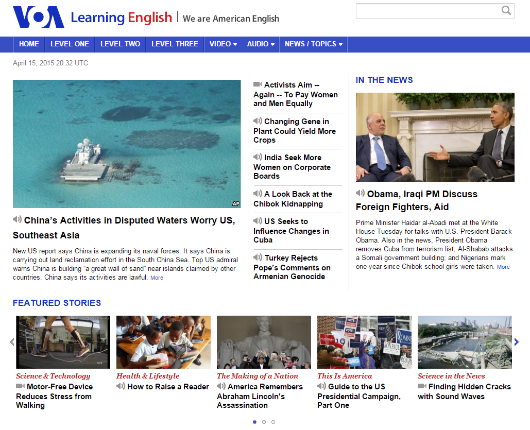 VOA Learning English | We are American English
HOME LEVEL ONE LEVEL TWO LEVEL THREE VIDEO AUDIO NEWS / TOPICS
April 15, 2015 20:32 UTC
AP
China's Activities in Disputed Waters Worry US,
Southeast Asia
New US report says China is expanding its naval forces. It says China is
carrying out land reclamation effort in the South China Sea. Top US admiral
warns China is building "a great wall of sand" near islands claimed by other
countries. China says its activities are lawful. More
Activists Aim --
Again -- To Pay Women
and Men Equally
Changing Gene in
Plant Could Yield More
Crops
India Seek More
Women on Corporate
Boards
A Look Back at the
Chibok Kidnapping
US Seeks to
Influence Changes in
Cuba
Turkey Rejects
Pope's Comments on
Armenian Genocide
IN THE NEWS
Obama, Iraqi PM Discuss
Foreign Fighters, Aid
Prime Minister Haidar al-Abadi met at the White
House Tuesday for talks with U.S. President Barack
Obama. Also in the news, President Obama
removes Cuba from terrorism list, Al-Shabab attacks
a Somali government building; and Nigerians mark
one year since Chibok school girls were taken. More
FEATURED STORIES
Science & Technology
Motor-Free Device
Reduces Stress from
Walking
Health & Lifestyle
How to Raise a Reader
The Making of a Nation
America Remembers
Abraham Lincoln's
Assassination
This Is America
Guide to the US
Presidential Campaign,
Part One
Science in the News
Finding Hidden Cracks
with Sound Waves